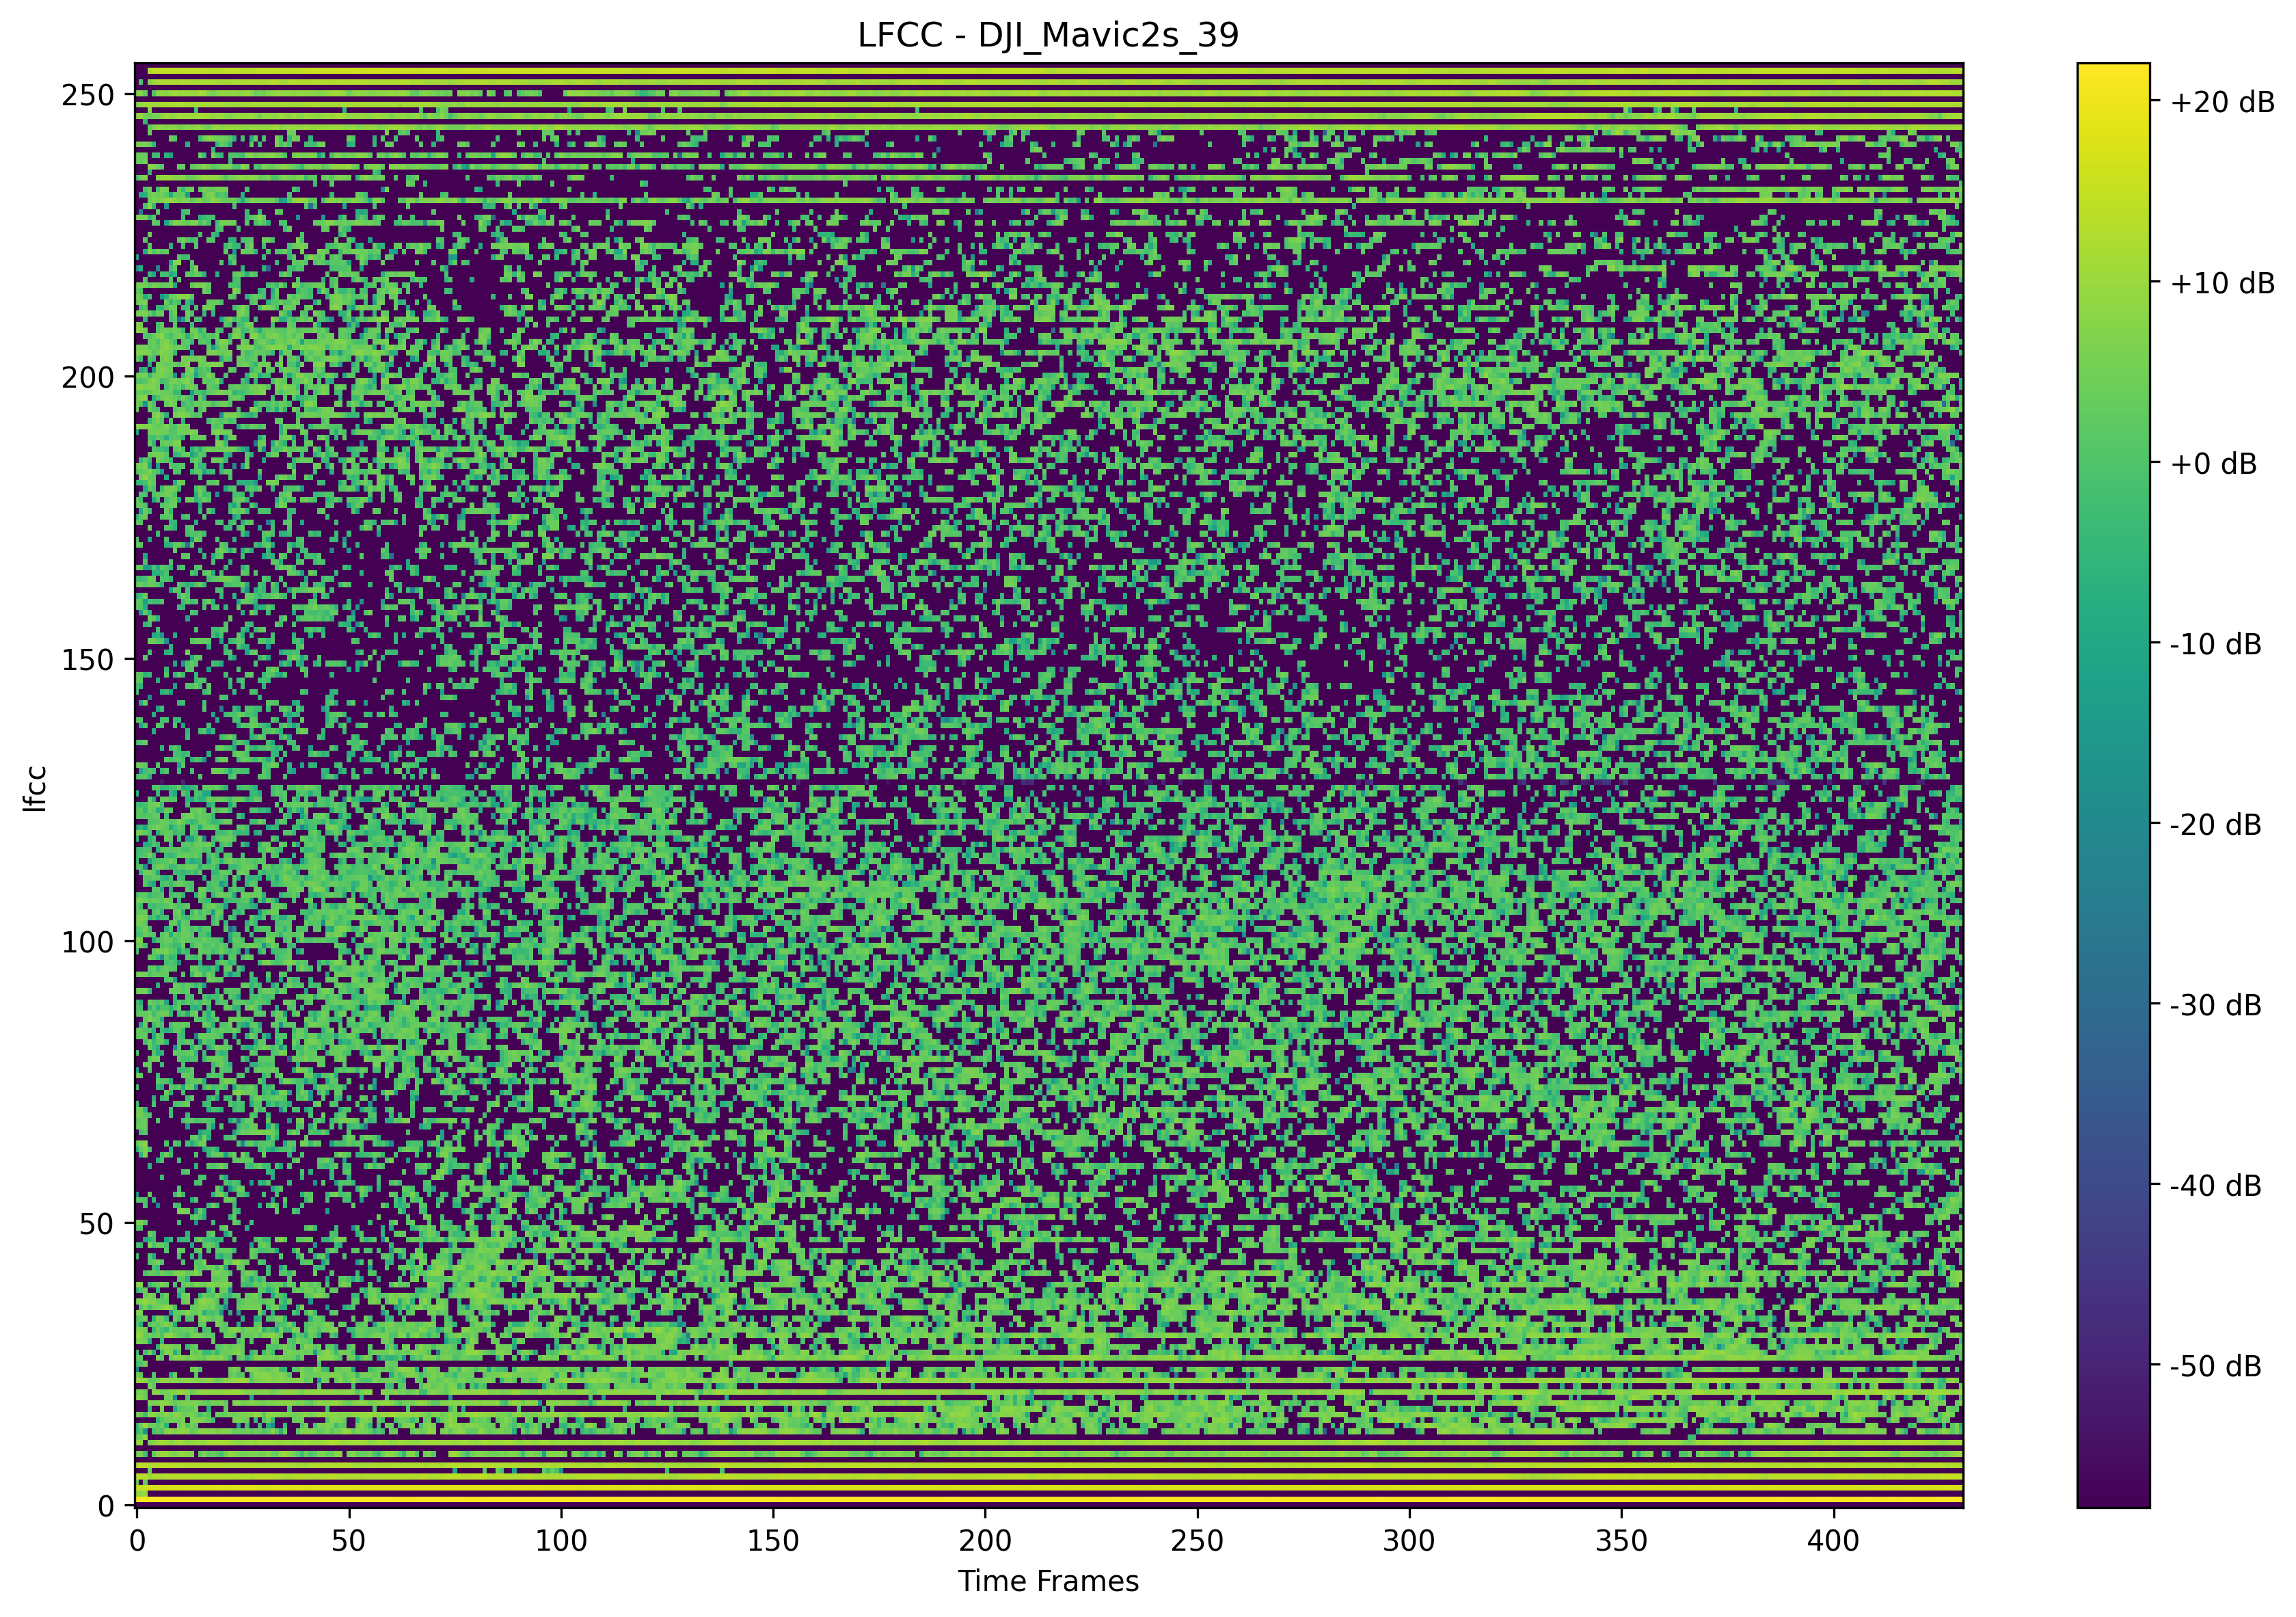 LFCC - DJI_Mavic2s_39
lfcc
250
200
150
100
50
0
0 50 100 150 200 250 300 350 400
Time Frames
+20 dB
+10 dB
+0 dB
-10 dB
-20 dB
-30 dB
-40 dB
-50 dB